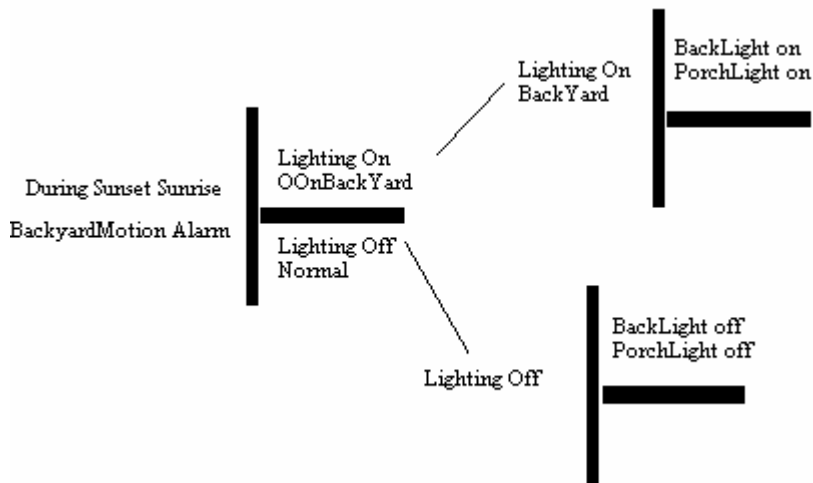 During Sunset Sunrise
BackyardMotion Alarm
Lighting On
OOnBackYard
Lighting Off
Normal
Lighting On
BackYard
BackLight on
PorchLight on
Lighting Off
BackLight off
PorchLight off